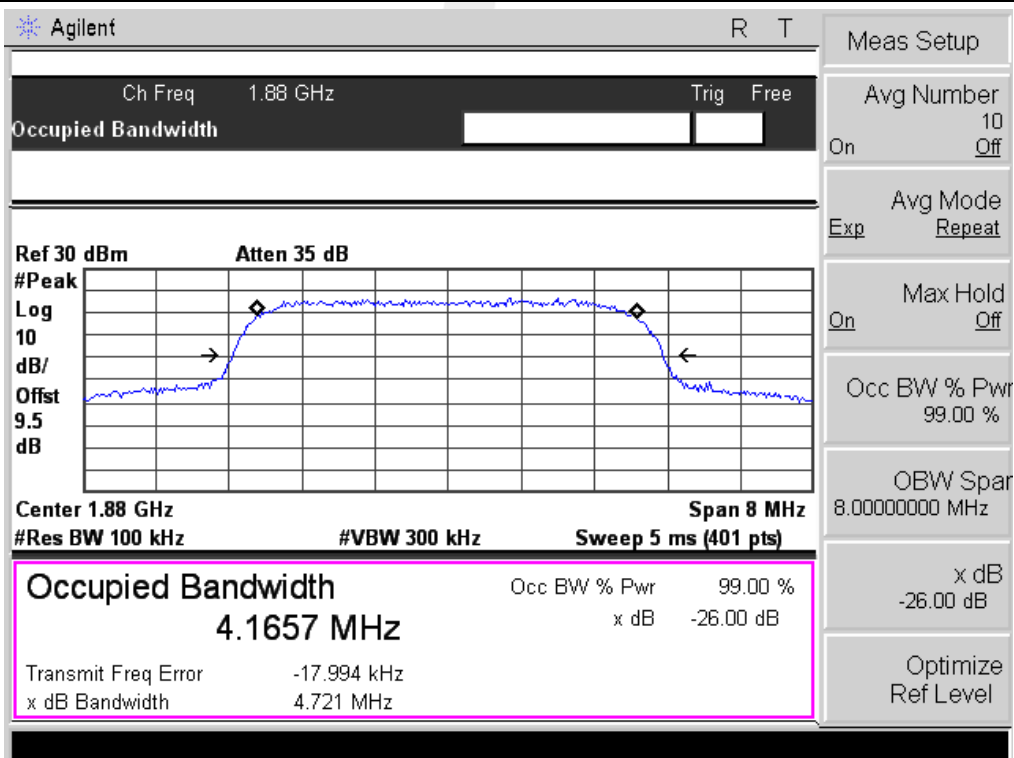 Agilent R T
Ch Freq 1.88 GHz Trig Free
Occupied Bandwidth
Ref 30 dBm Atten 35 dB
#Peak
Log
10
dB/
Offst
9.5
dB
Center 1.88 GHz Span 8 MHz
#Res BW 100 kHz #VBW 300 kHz Sweep 5 ms (401 pts)
Occupied Bandwidth Occ BW % Pwr 99.00 %
4.1657 MHz x dB -26.00 dB
Transmit Freq Error -17.994 kHz
x dB Bandwidth 4.721 MHz
Meas Setup
Avg Number
10
On Off
Avg Mode
Exp Repeat
Max Hold
On Off
Occ BW % Pwr
99.00 %
OBW Span
8.00000000 MHz
x dB
-26.00 dB
Optimize
Ref Level